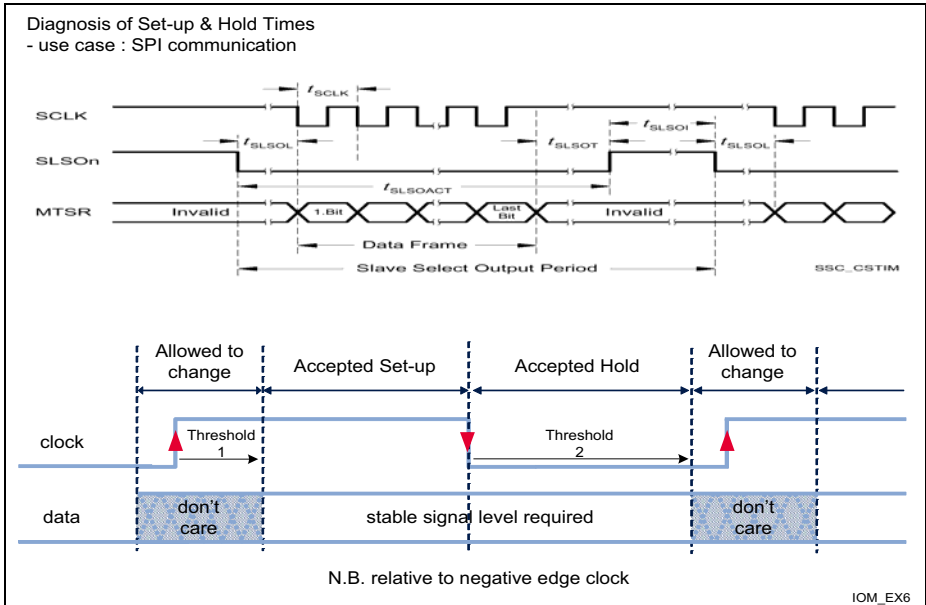 Diagnosis of Set-up & Hold Times
- use case : SPI communication
tSCLK
SCLK
tSLSOI
tSLSOL
tSLSOT
tSLSOL
SLSOn
tSLSOACT
MTSR
Invalid
1.Bit
Last
Bit
Invalid
Data Frame
Slave Select Output Period
SSC_CSTIM
Allowed to
change
Accepted Set-up
Accepted Hold
Allowed to
change
clock
Threshold
1
Threshold
2
data
don't
care
stable signal level required
don't
care
N.B. relative to negative edge clock
IOM_EX6